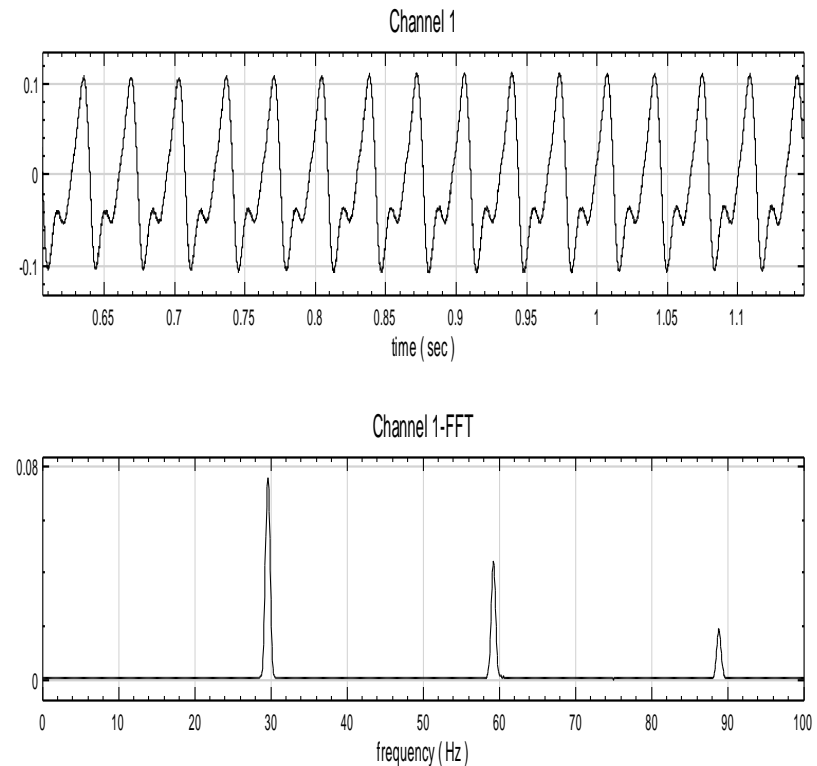 Channel 1
0.1
0
-0.1
0.65 0.7 0.75 0.8 0.85 0.9 0.95 1 1.05 1.1
time ( sec )
Channel 1-FFT
0.08
0
0 10 20 30 40 50 60 70 80 90 100
frequency ( Hz )